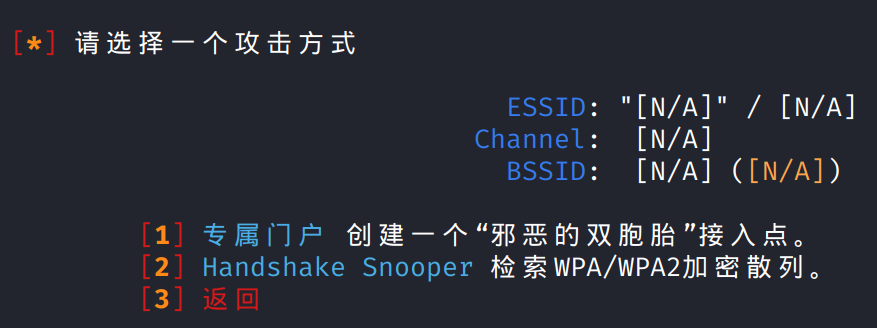 [*] 请选择一个攻击方式
ESSID: "[N/A]" / [N/A]
Channel: [N/A]
BSSID: [N/A] ([N/A])
[1] 专属门户 创建一个“邪恶的双胞胎”接入点。
[2] Handshake Snooper 检索WPA/WPA2加密散列。
[3] 返回